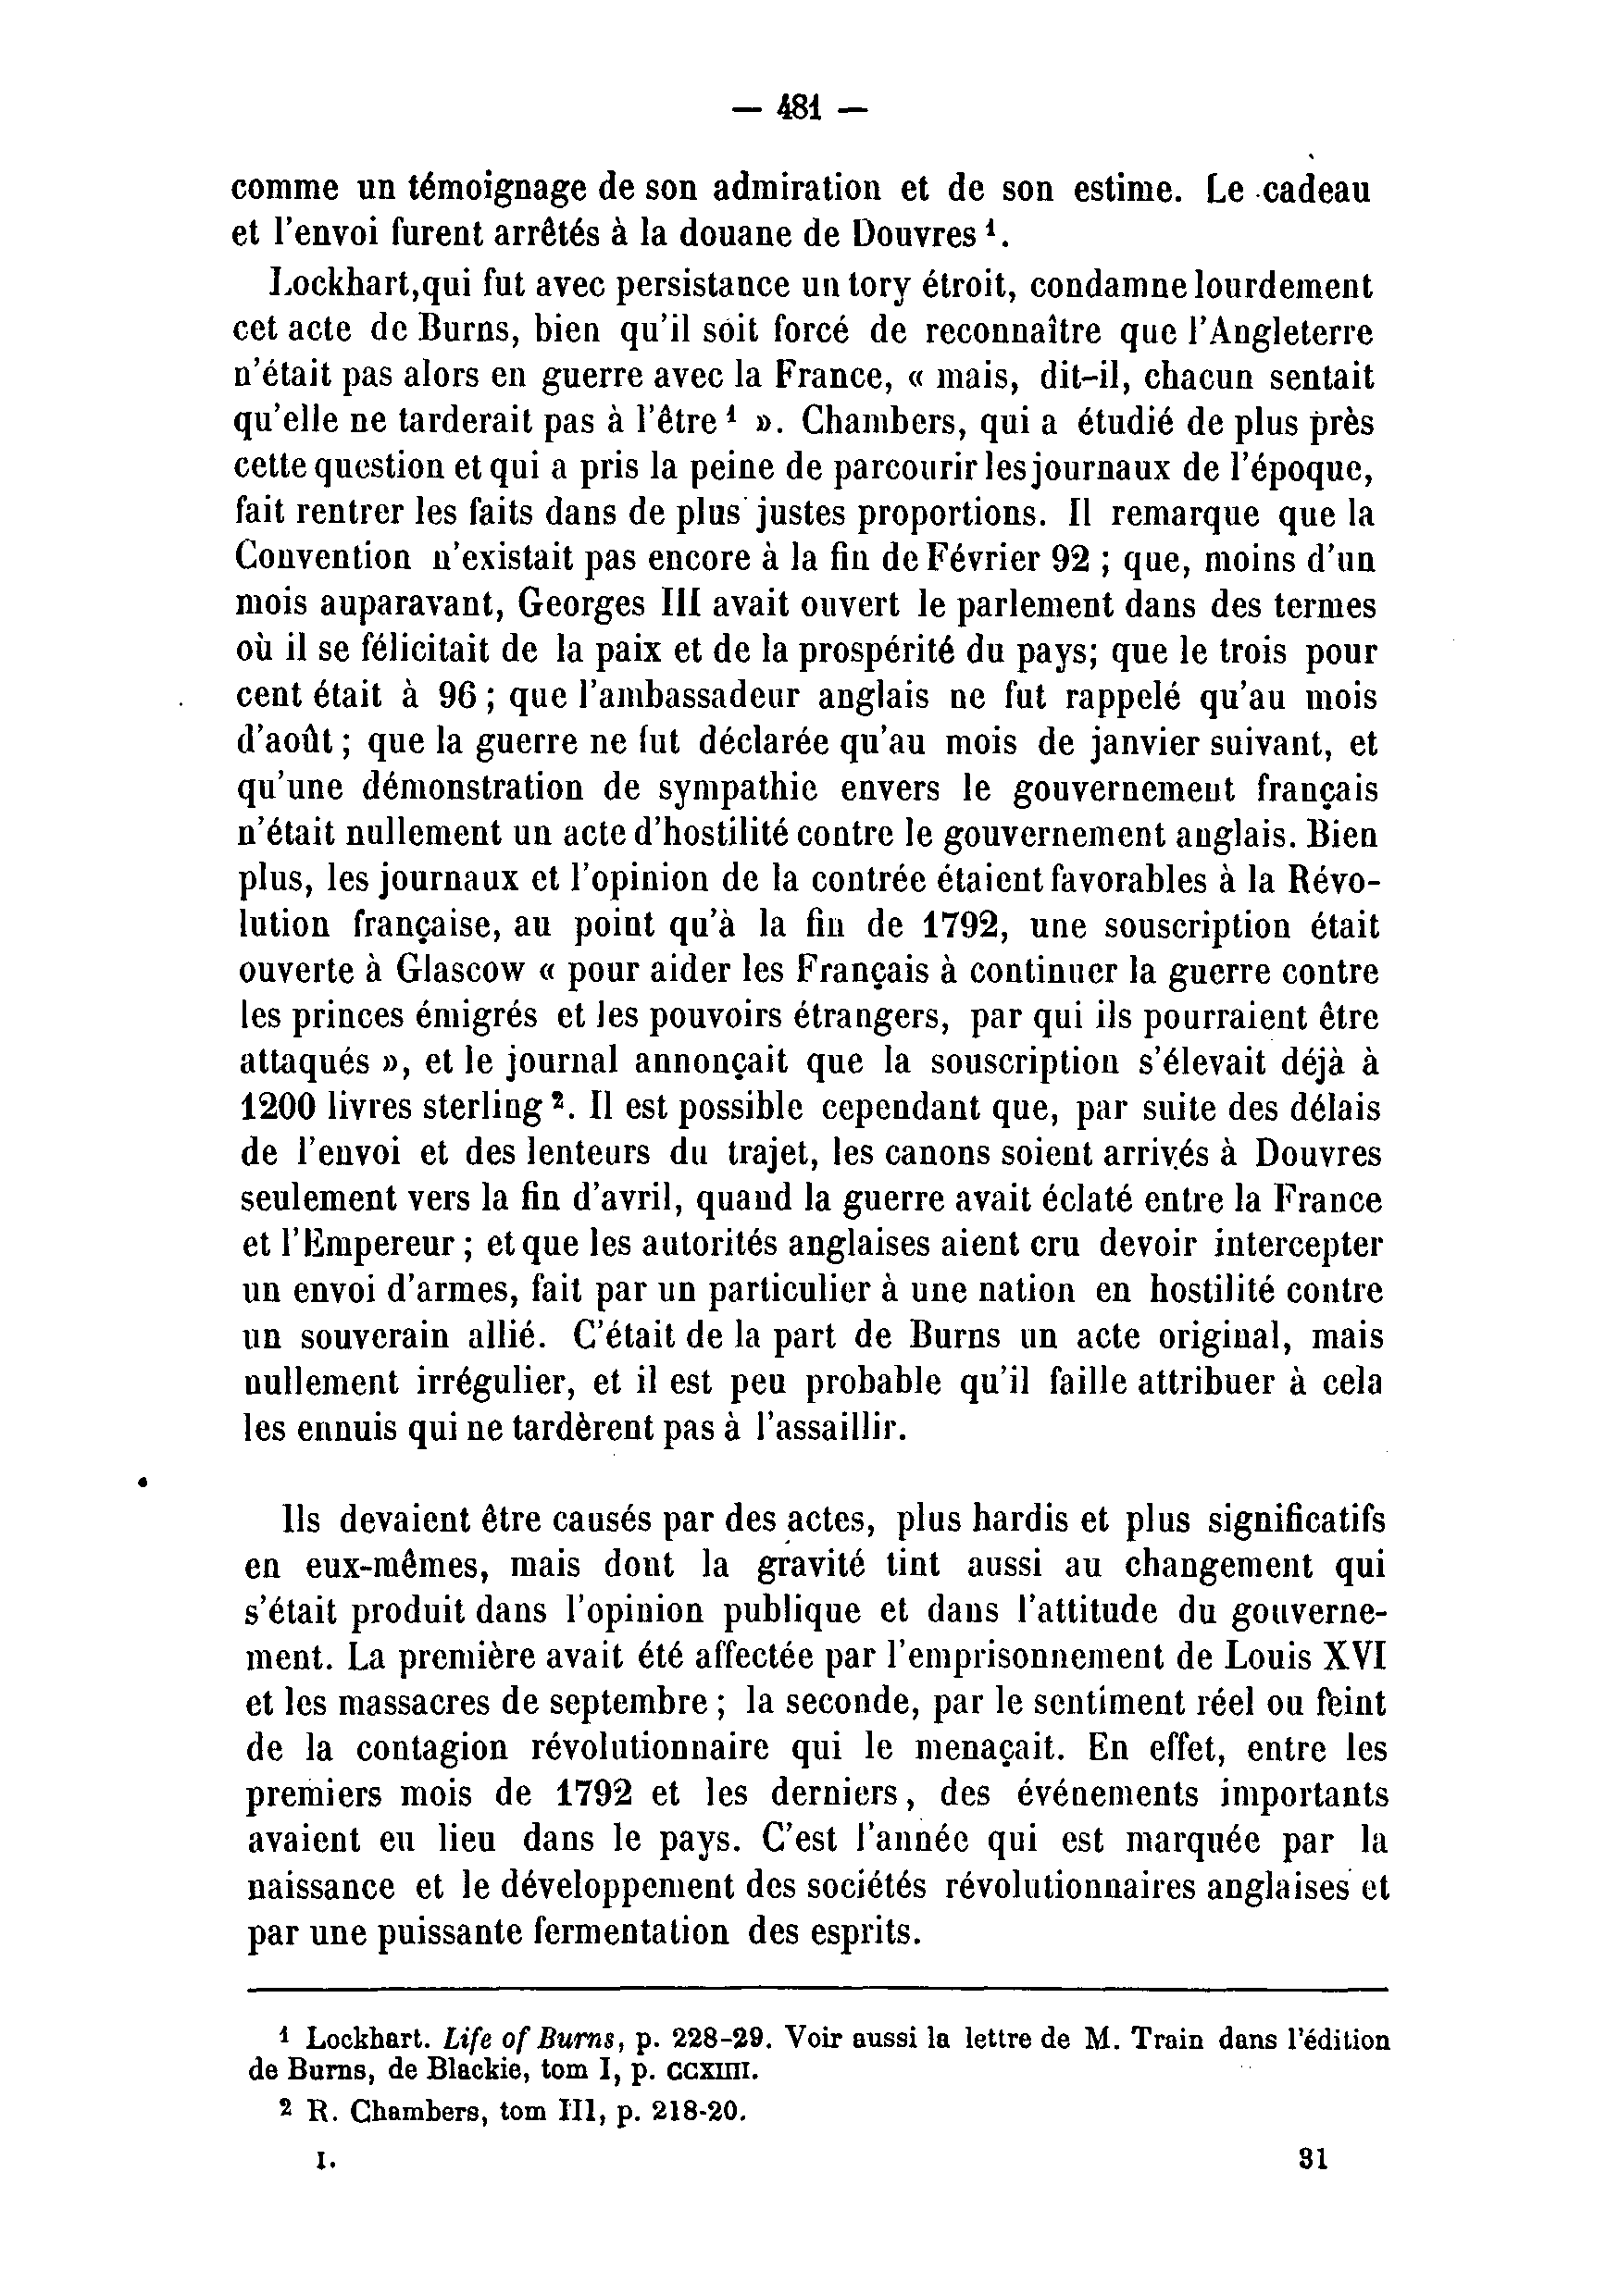 — 481 —
comme un témoignage de son admiration et de son estime. Le cadeau
et l'envoi furent arrêtés à la douane de Douvres ¹.
Lockhart, qui fut avec persistance un tory étroit, condamne lourdement
cet acte de Burns, bien qu'il soit forcé de reconnaître que l'Angleterre
n'était pas alors en guerre avec la France, « mais, dit-il, chacun sentait
qu'elle ne tarderait pas à l'être ¹ ». Chambers, qui a étudié de plus près
cette question et qui a pris la peine de parcourir les journaux de l'époque,
fait rentrer les faits dans de plus justes proportions. Il remarque que la
Convention n'existait pas encore à la fin de Février 92 ; que, moins d'un
mois auparavant, Georges III avait ouvert le parlement dans des termes
où il se félicitait de la paix et de la prospérité du pays; que le trois pour
cent était à 96 ; que l'ambassadeur anglais ne fut rappelé qu'au mois
d'août ; que la guerre ne fut déclarée qu'au mois de janvier suivant, et
qu'une démonstration de sympathie envers le gouvernement français
n'était nullement un acte d'hostilité contre le gouvernement anglais. Bien
plus, les journaux et l'opinion de la contrée étaient favorables à la Révo-
lution française, au point qu'à la fin de 1792, une souscription était
ouverte à Glascow « pour aider les Français à continuer la guerre contre
les princes émigrés et les pouvoirs étrangers, par qui ils pourraient être
attaqués », et le journal annonçait que la souscription s'élevait déjà à
1200 livres sterling ². Il est possible cependant que, par suite des délais
de l'envoi et des lenteurs du trajet, les canons soient arrivés à Douvres
seulement vers la fin d'avril, quand la guerre avait éclaté entre la France
et l'Empereur ; et que les autorités anglaises aient cru devoir intercepter
un envoi d'armes, fait par un particulier à une nation en hostilité contre
un souverain allié. C'était de la part de Burns un acte original, mais
nullement irrégulier, et il est peu probable qu'il faille attribuer à cela
les ennuis qui ne tardèrent pas à l'assaillir.
Ils devaient être causés par des actes, plus hardis et plus significatifs
en eux-mêmes, mais dont la gravité tint aussi au changement qui
s'était produit dans l'opinion publique et dans l'attitude du gouverne-
ment. La première avait été affectée par l'emprisonnement de Louis XVI
et les massacres de septembre ; la seconde, par le sentiment réel ou feint
de la contagion révolutionnaire qui le menaçait. En effet, entre les
premiers mois de 1792 et les derniers, des événements importants
avaient eu lieu dans le pays. C'est l'année qui est marquée par la
naissance et le développement des sociétés révolutionnaires anglaises et
par une puissante fermentation des esprits.
¹ Lockhart. Life of Burns, p. 228-29. Voir aussi la lettre de M. Train dans l'édition
de Burns, de Blackie, tom I, p. CCXIIII.
² R. Chambers, tom III, p. 218-20.
I. 31